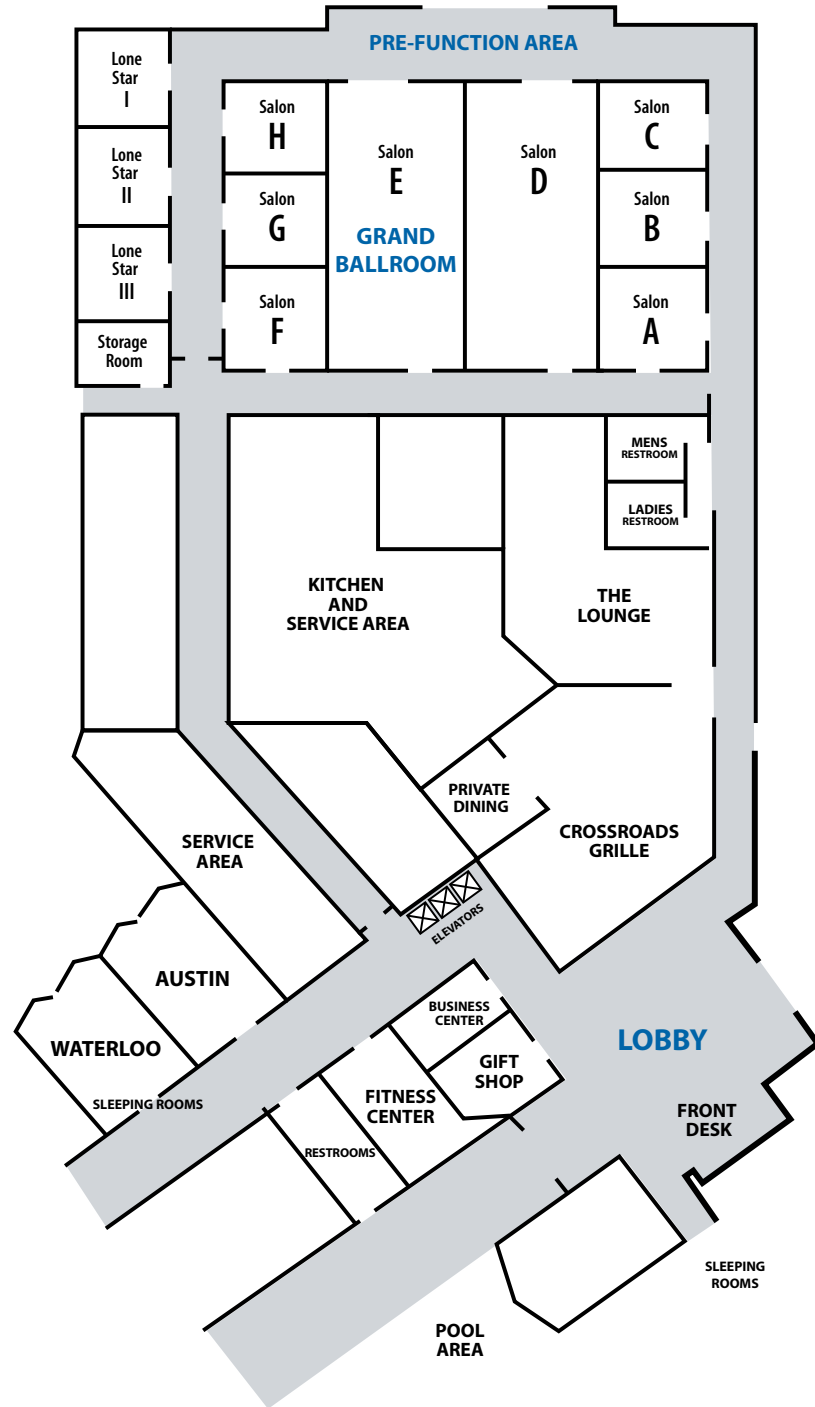 PRE-FUNCTION AREA
Lone
Star
I
Lone
Star
II
Lone
Star
III
Storage
Room
Salon
H
Salon
G
Salon
F
Salon
E
GRAND
BALLROOM
Salon
D
Salon
C
Salon
B
Salon
A
MENS
RESTROOM
LADIES
RESTROOM
KITCHEN
AND
SERVICE AREA
THE
LOUNGE
PRIVATE
DINING
CROSSROADS
GRILLE
SERVICE
AREA
ELEVATORS
AUSTIN
WATERLOO
SLEEPING ROOMS
BUSINESS
CENTER
GIFT
SHOP
FITNESS
CENTER
RESTROOMS
LOBBY
FRONT
DESK
SLEEPING
ROOMS
POOL
AREA